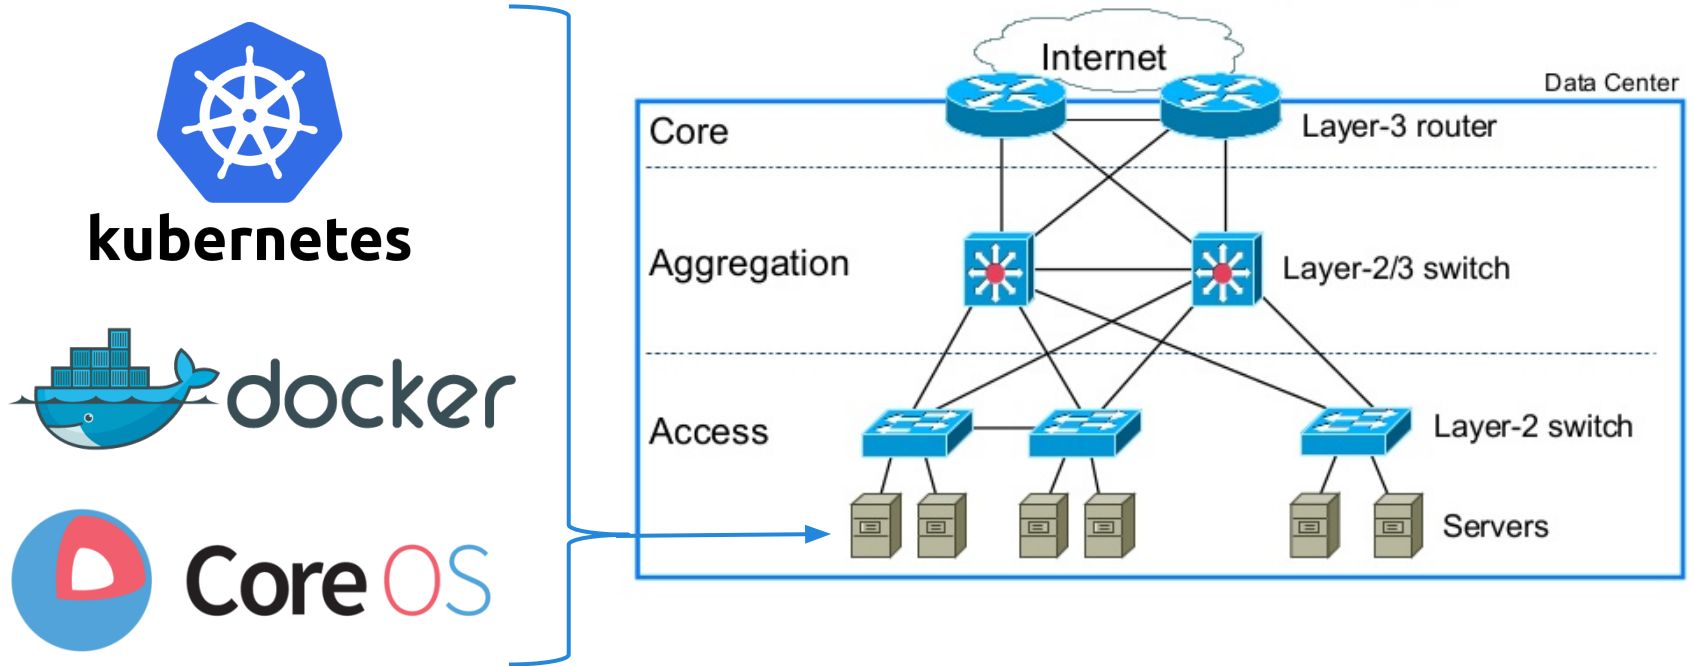 kubernetes
docker
Core OS
Internet
Data Center
Core
Layer-3 router
Aggregation
Layer-2/3 switch
Access
Layer-2 switch
Servers